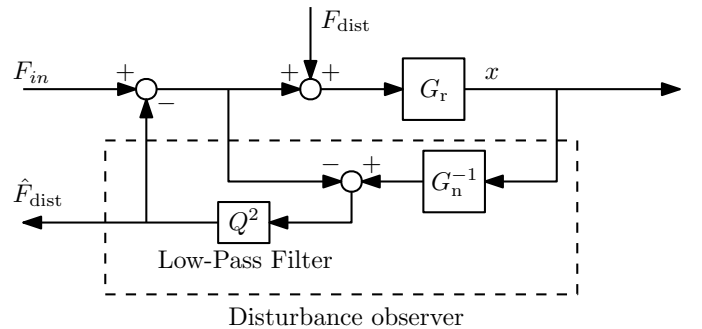 F_dist
F_in + + + G_r x
−
− + G_n^{-1}
F̂_dist Q^2
Low-Pass Filter
Disturbance observer